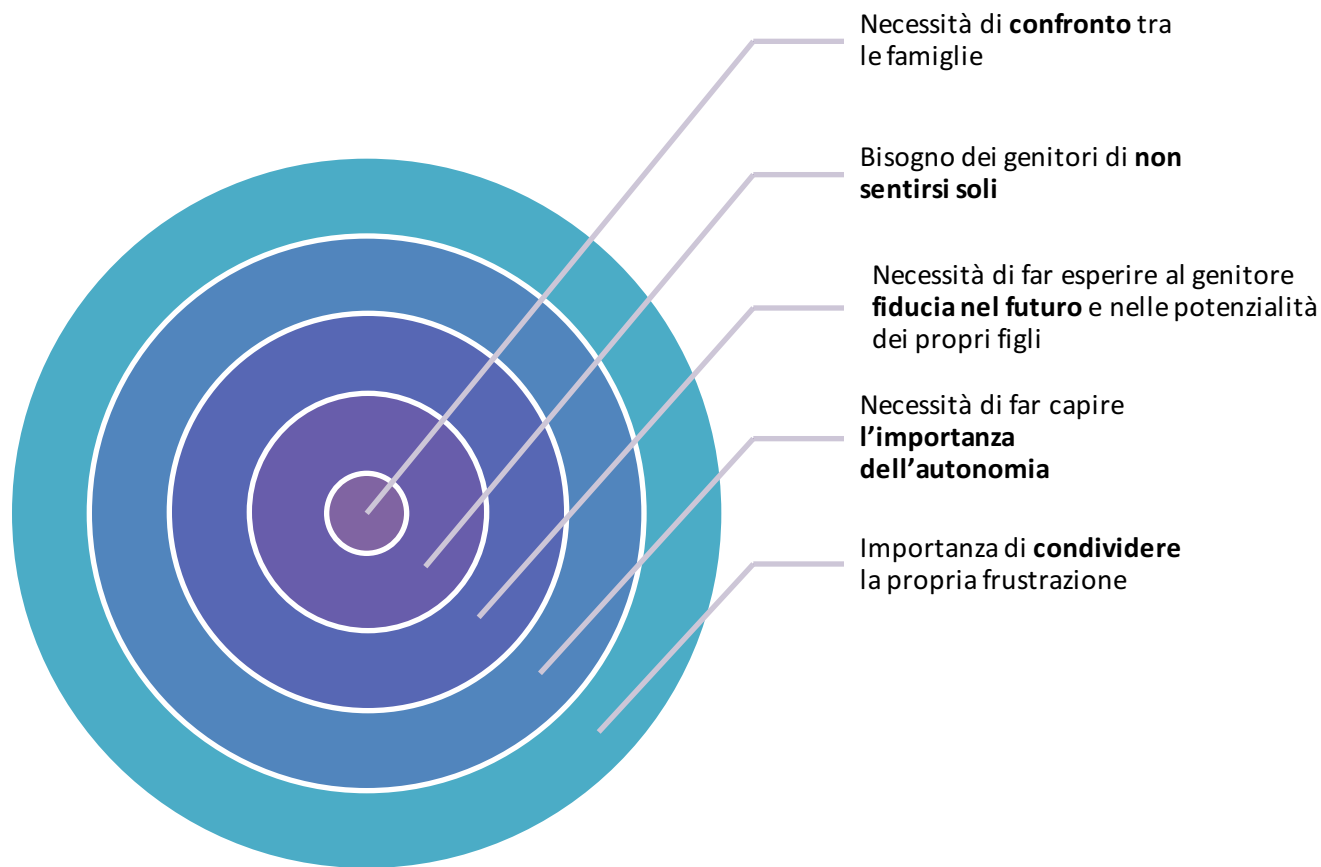 Necessità di confronto tra
le famiglie
Bisogno dei genitori di non
sentirsi soli
Necessità di far esperire al genitore
fiducia nel futuro e nelle potenzialità
dei propri figli
Necessità di far capire
l’importanza
dell’autonomia
Importanza di condividere
la propria frustrazione